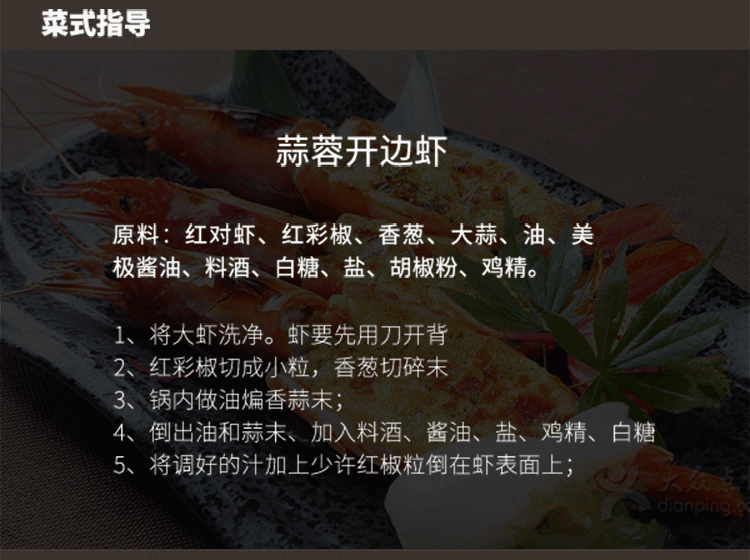 菜式指导
蒜蓉开边虾
原料：红对虾、红彩椒、香葱、大蒜、油、美
极酱油、料酒、白糖、盐、胡椒粉、鸡精。
1、将大虾洗净。虾要先用刀开背
2、红彩椒切成小粒，香葱切碎末
3、锅内做油煸香蒜末；
4、倒出油和蒜末、加入料酒、酱油、盐、鸡精、白糖
5、将调好的汁加上少许红椒粒倒在虾表面上；
大众点
dianping.co